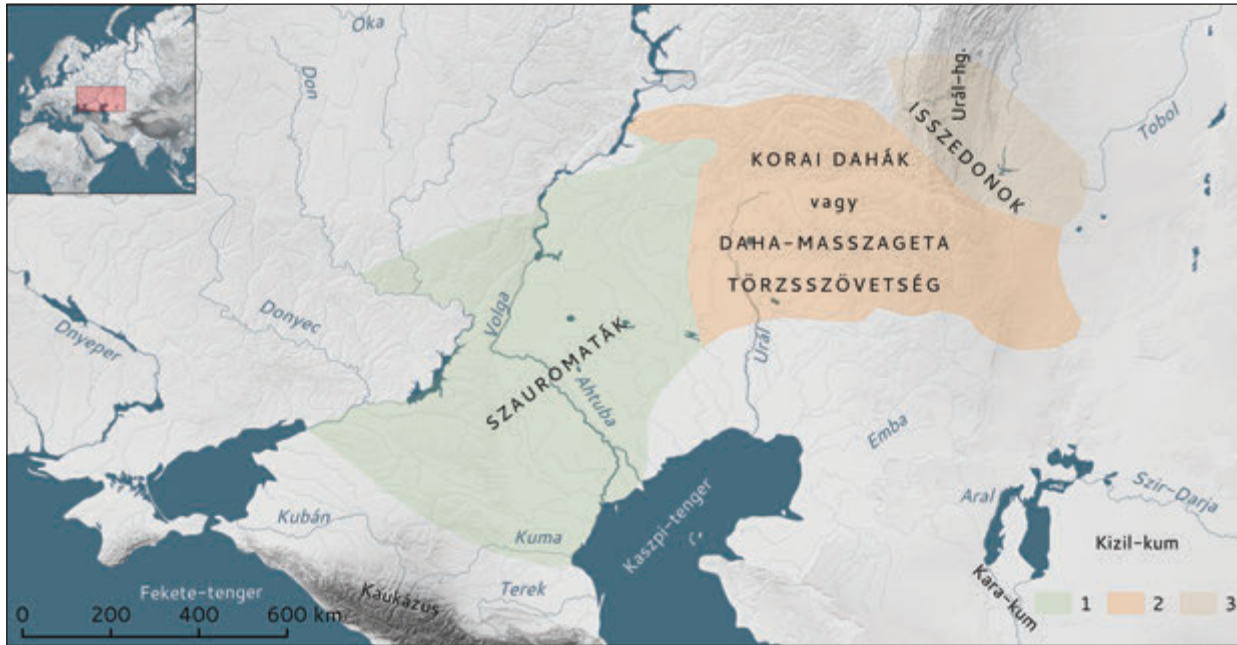 Oka
Don
Urál-hg.
ISSZEDONOK
Tobol
KORAI DAHÁK
vagy
DAHA-MASSZAGETA
TÖRZSSZÖVETSÉG
Donyec
Dnyeper
Volga
SZAUROMATÁK
Ahtuba
Urál
Emba
Aral
Szir-Darja
Kizil-kum
Kara-kum
Kaszpi-tenger
Kubán
Kuma
Terek
Kaukázus
Fekete-tenger
0 200 400 600 km
1 2 3